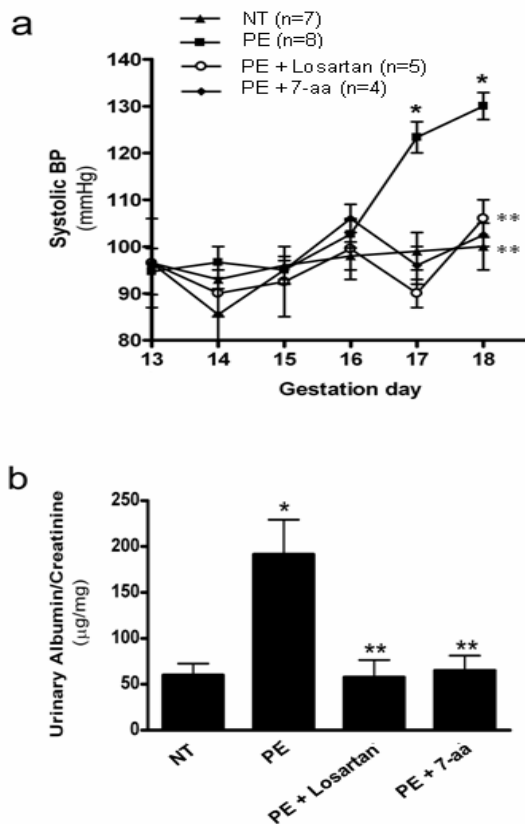 a
NT (n=7)
PE (n=8)
PE + Losartan (n=5)
PE + 7-aa (n=4)
Systolic BP
(mmHg)
140
130
120
110
100
90
80
*
*
**
**
13 14 15 16 17 18
Gestation day
b
Urinary Albumin/Creatinine
(µg/mg)
250
200
150
100
50
0
*
**
**
NT
PE
PE + Losartan
PE + 7-aa